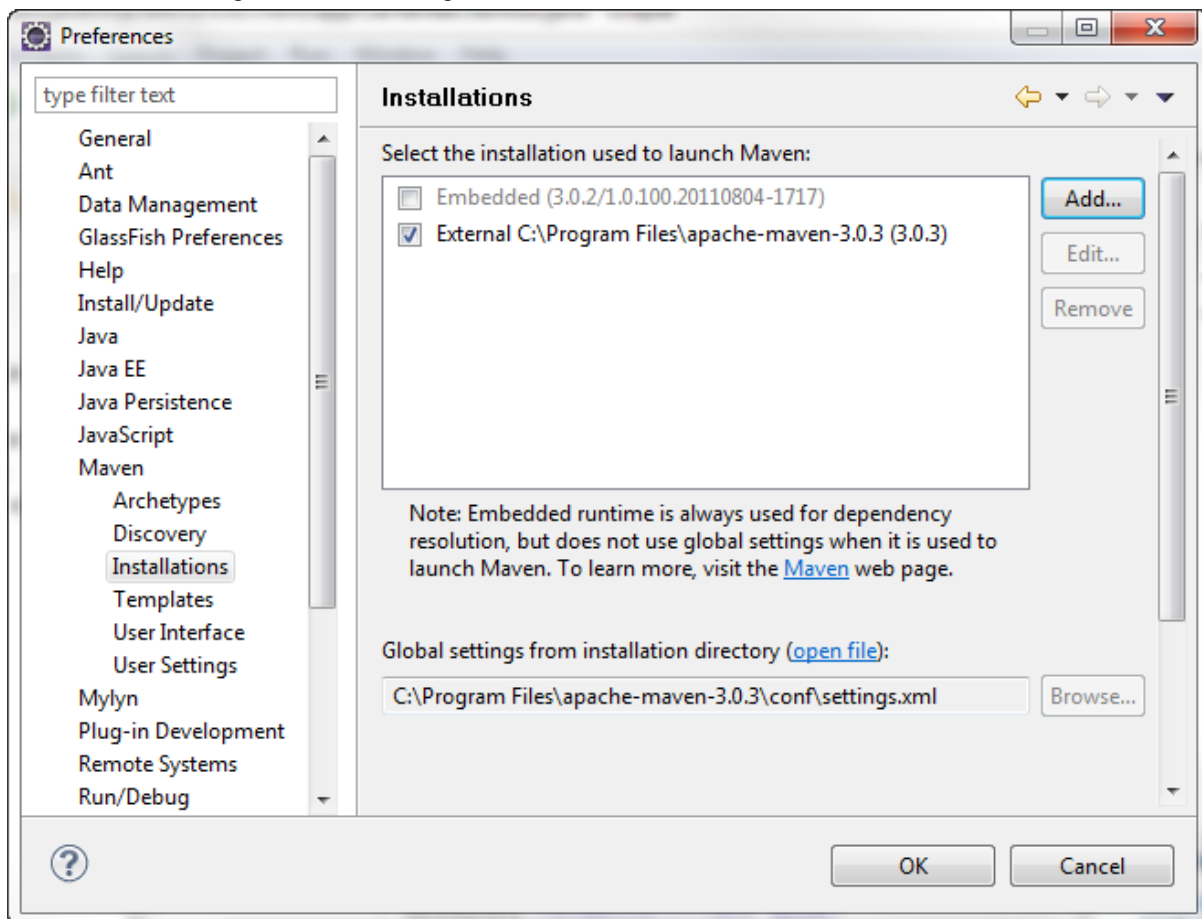 Preferences
type filter text
General
Ant
Data Management
GlassFish Preferences
Help
Install/Update
Java
Java EE
Java Persistence
JavaScript
Maven
Archetypes
Discovery
Installations
Templates
User Interface
User Settings
Mylyn
Plug-in Development
Remote Systems
Run/Debug
Installations
Select the installation used to launch Maven:
Embedded (3.0.2/1.0.100.20110804-1717)
External C:\Program Files\apache-maven-3.0.3 (3.0.3)
Add...
Edit...
Remove
Note: Embedded runtime is always used for dependency
resolution, but does not use global settings when it is used to
launch Maven. To learn more, visit the Maven web page.
Global settings from installation directory (open file):
C:\Program Files\apache-maven-3.0.3\conf\settings.xml
Browse...
OK
Cancel